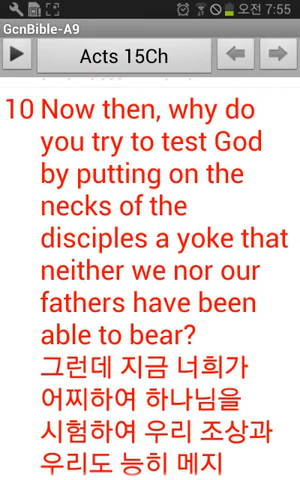 오전 7:55
GcnBible-A9
Acts 15Ch
10 Now then, why do
you try to test God
by putting on the
necks of the
disciples a yoke that
neither we nor our
fathers have been
able to bear?
그런데 지금 너희가
어찌하여 하나님을
시험하여 우리 조상과
우리도 능히 메지